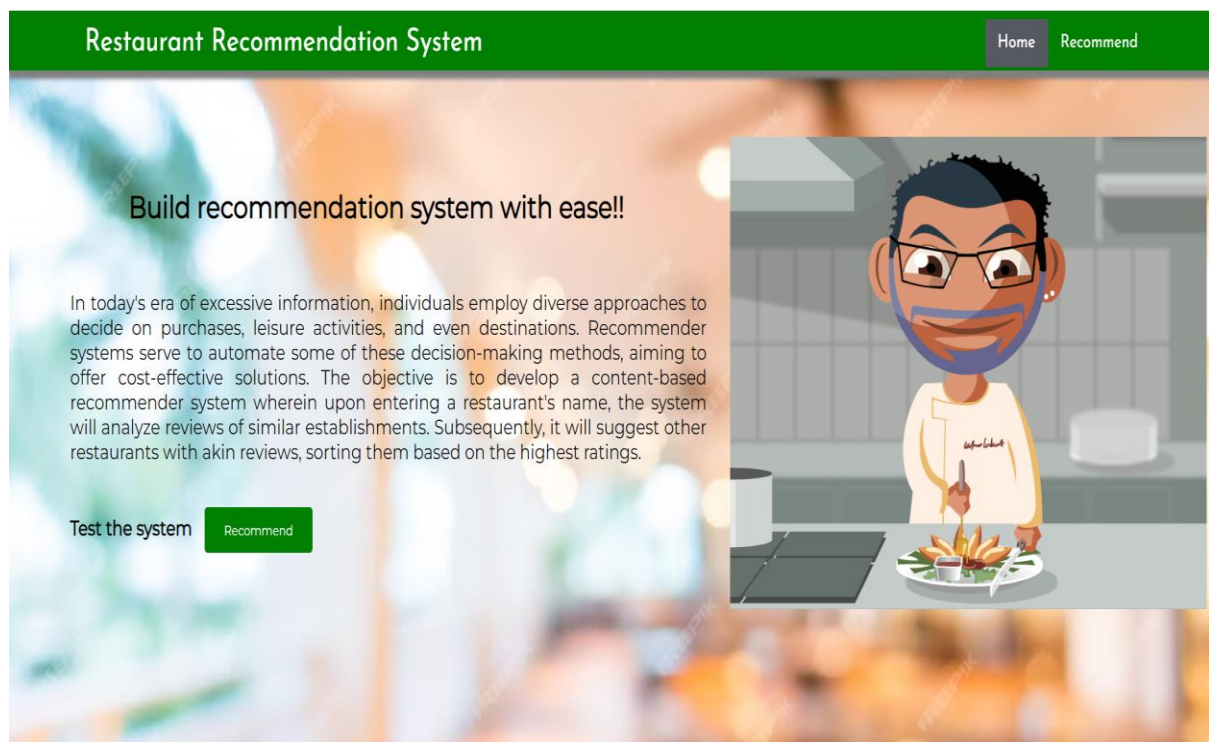 Restaurant Recommendation System
Home
Recommend
Build recommendation system with ease!!
In today's era of excessive information, individuals employ diverse approaches to
decide on purchases, leisure activities, and even destinations. Recommender
systems serve to automate some of these decision-making methods, aiming to
offer cost-effective solutions. The objective is to develop a content-based
recommender system wherein upon entering a restaurant's name, the system
will analyze reviews of similar establishments. Subsequently, it will suggest other
restaurants with akin reviews, sorting them based on the highest ratings.
Test the system
Recommend